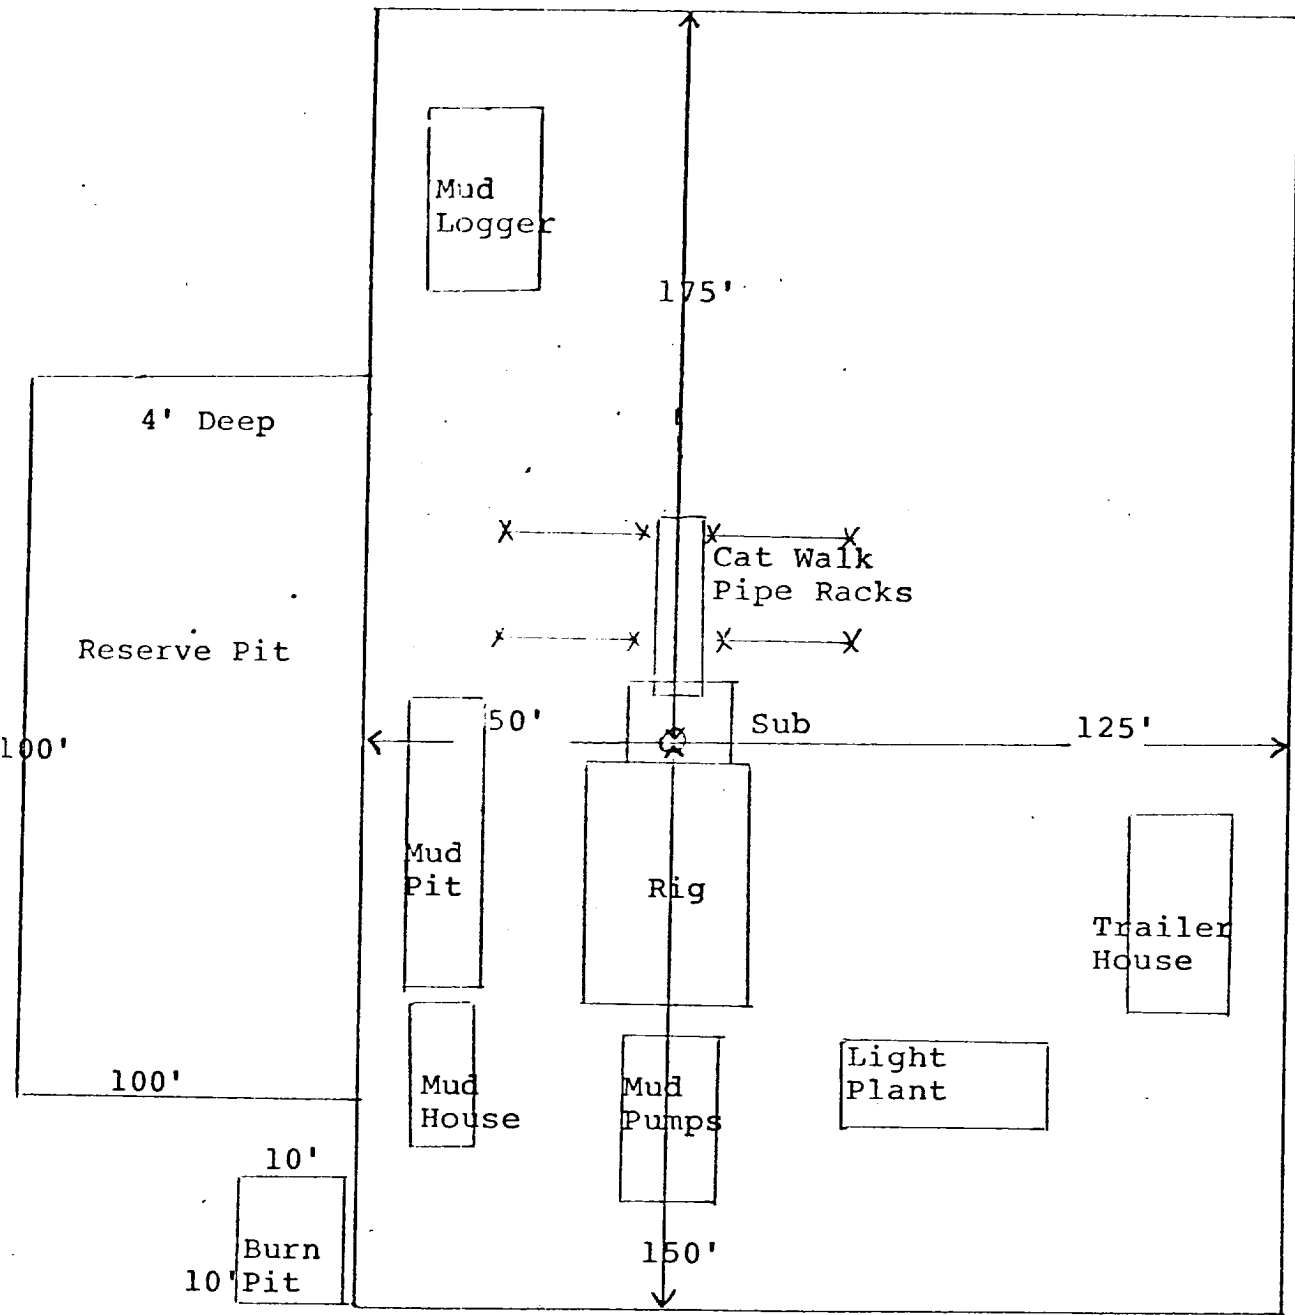 Mud
Logger
175'
4' Deep
Cat Walk
Pipe Racks
Reserve Pit
50'
Sub
125'
100'
Mud
Pit
Rig
Trailer
House
100'
Mud
House
Mud
Pumps
Light
Plant
10'
Burn
10' Pit
150'